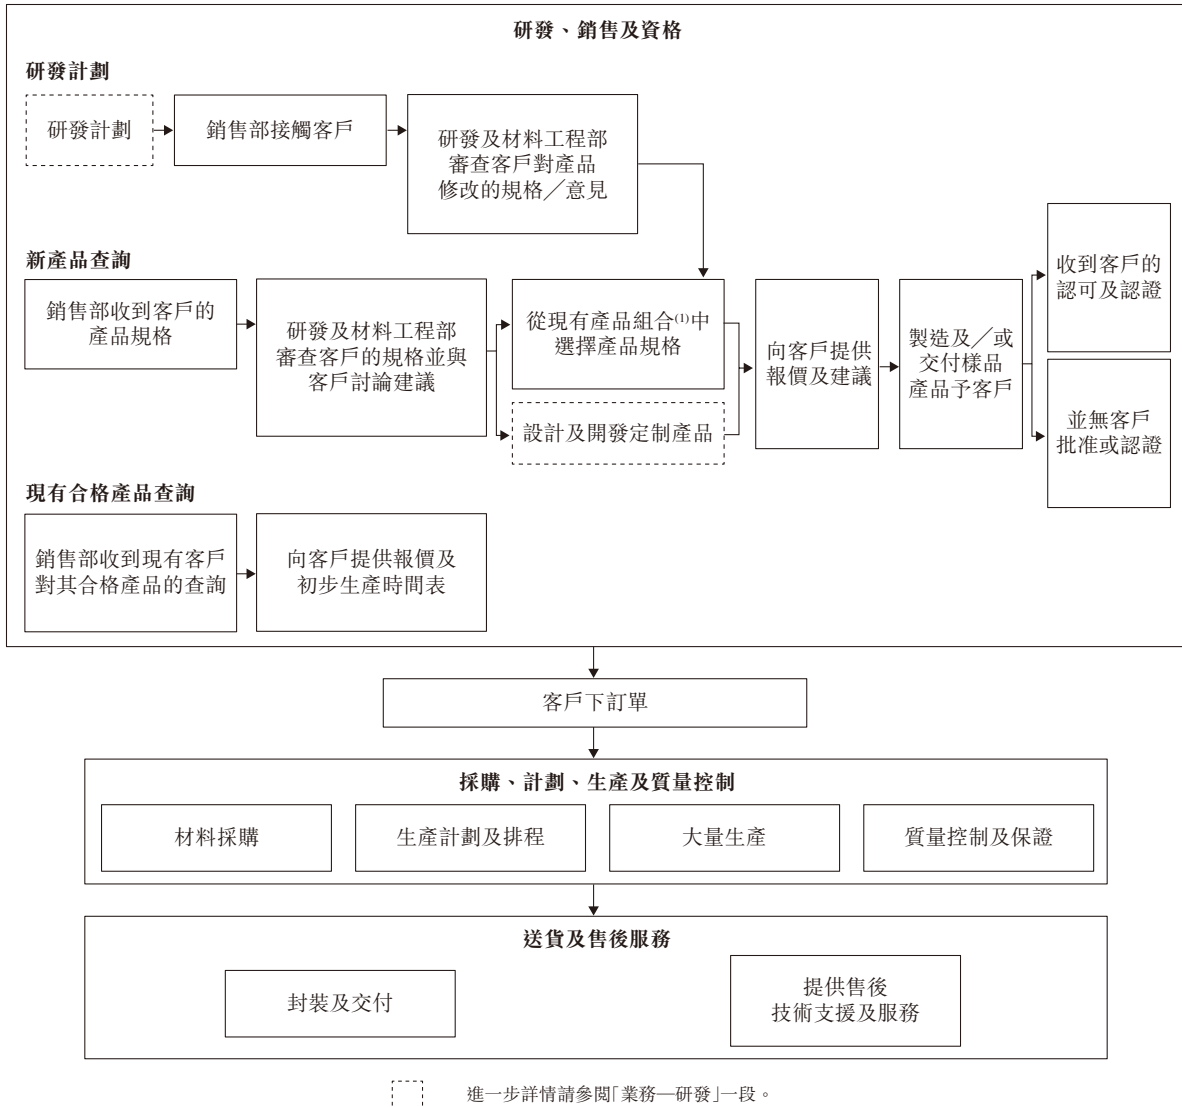 研發、銷售及資格
研發計劃
研發計劃
銷售部接觸客戶
研發及材料工程部
審查客戶對產品
修改的規格／意見
新產品查詢
銷售部收到客戶的
產品規格
研發及材料工程部
審查客戶的規格並與
客戶討論建議
從現有產品組合⁽¹⁾中
選擇產品規格
設計及開發定制產品
向客戶提供
報價及建議
製造及／或
交付樣品
產品予客戶
收到客戶的
認可及認證
並無客戶
批准或認證
現有合格產品查詢
銷售部收到現有客戶
對其合格產品的查詢
向客戶提供報價及
初步生產時間表
客戶下訂單
採購、計劃、生產及質量控制
材料採購
生產計劃及排程
大量生產
質量控制及保證
送貨及售後服務
封裝及交付
提供售後
技術支援及服務
進一步詳情請參閱「業務—研發」一段。